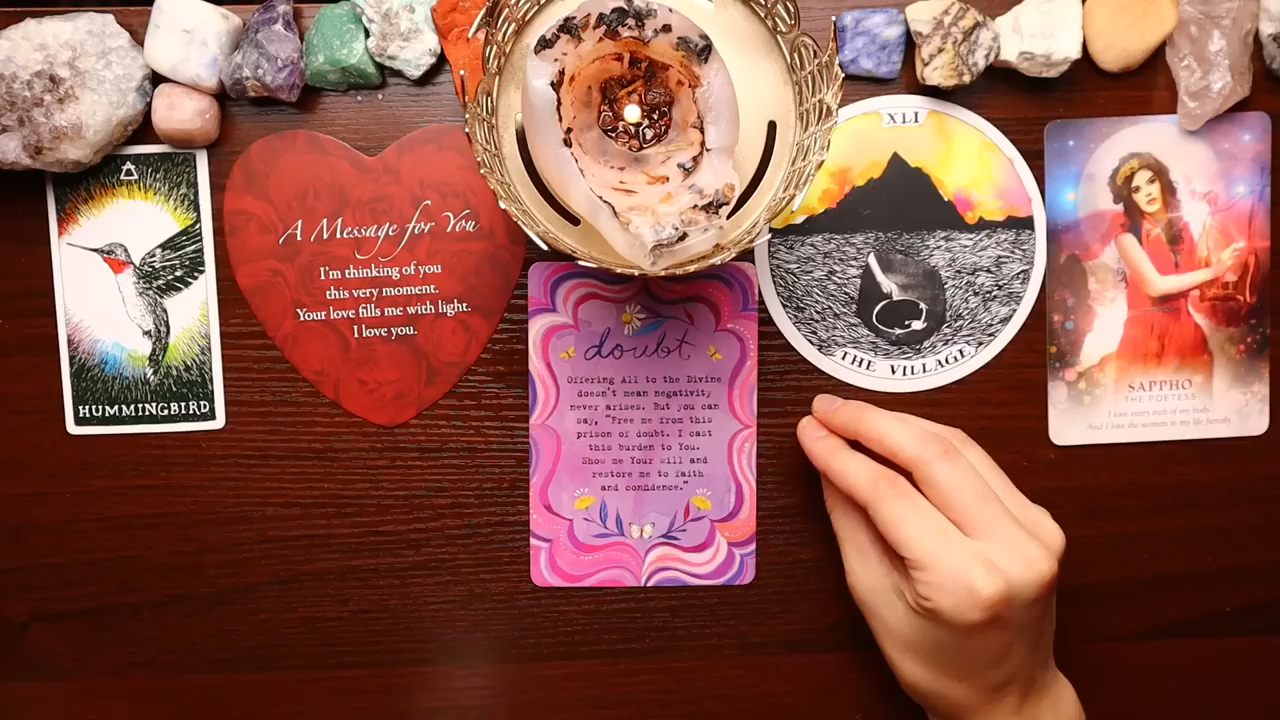 HUMMINGBIRD
A Message for You
I'm thinking of you
this very moment.
Your love fills me with light.
I love you.
doubt
Offering All to the Divine
doesn't mean negativity
never arises. But you can
say, "Free me from this
prison of doubt. I cast
this burden to You.
Show me Your will and
restore me to faith
and confidence."
XLI
THE VILLAGE
SAPPHO
THE POETESS
I love every inch of my body.
And I love the women in my life fiercely.